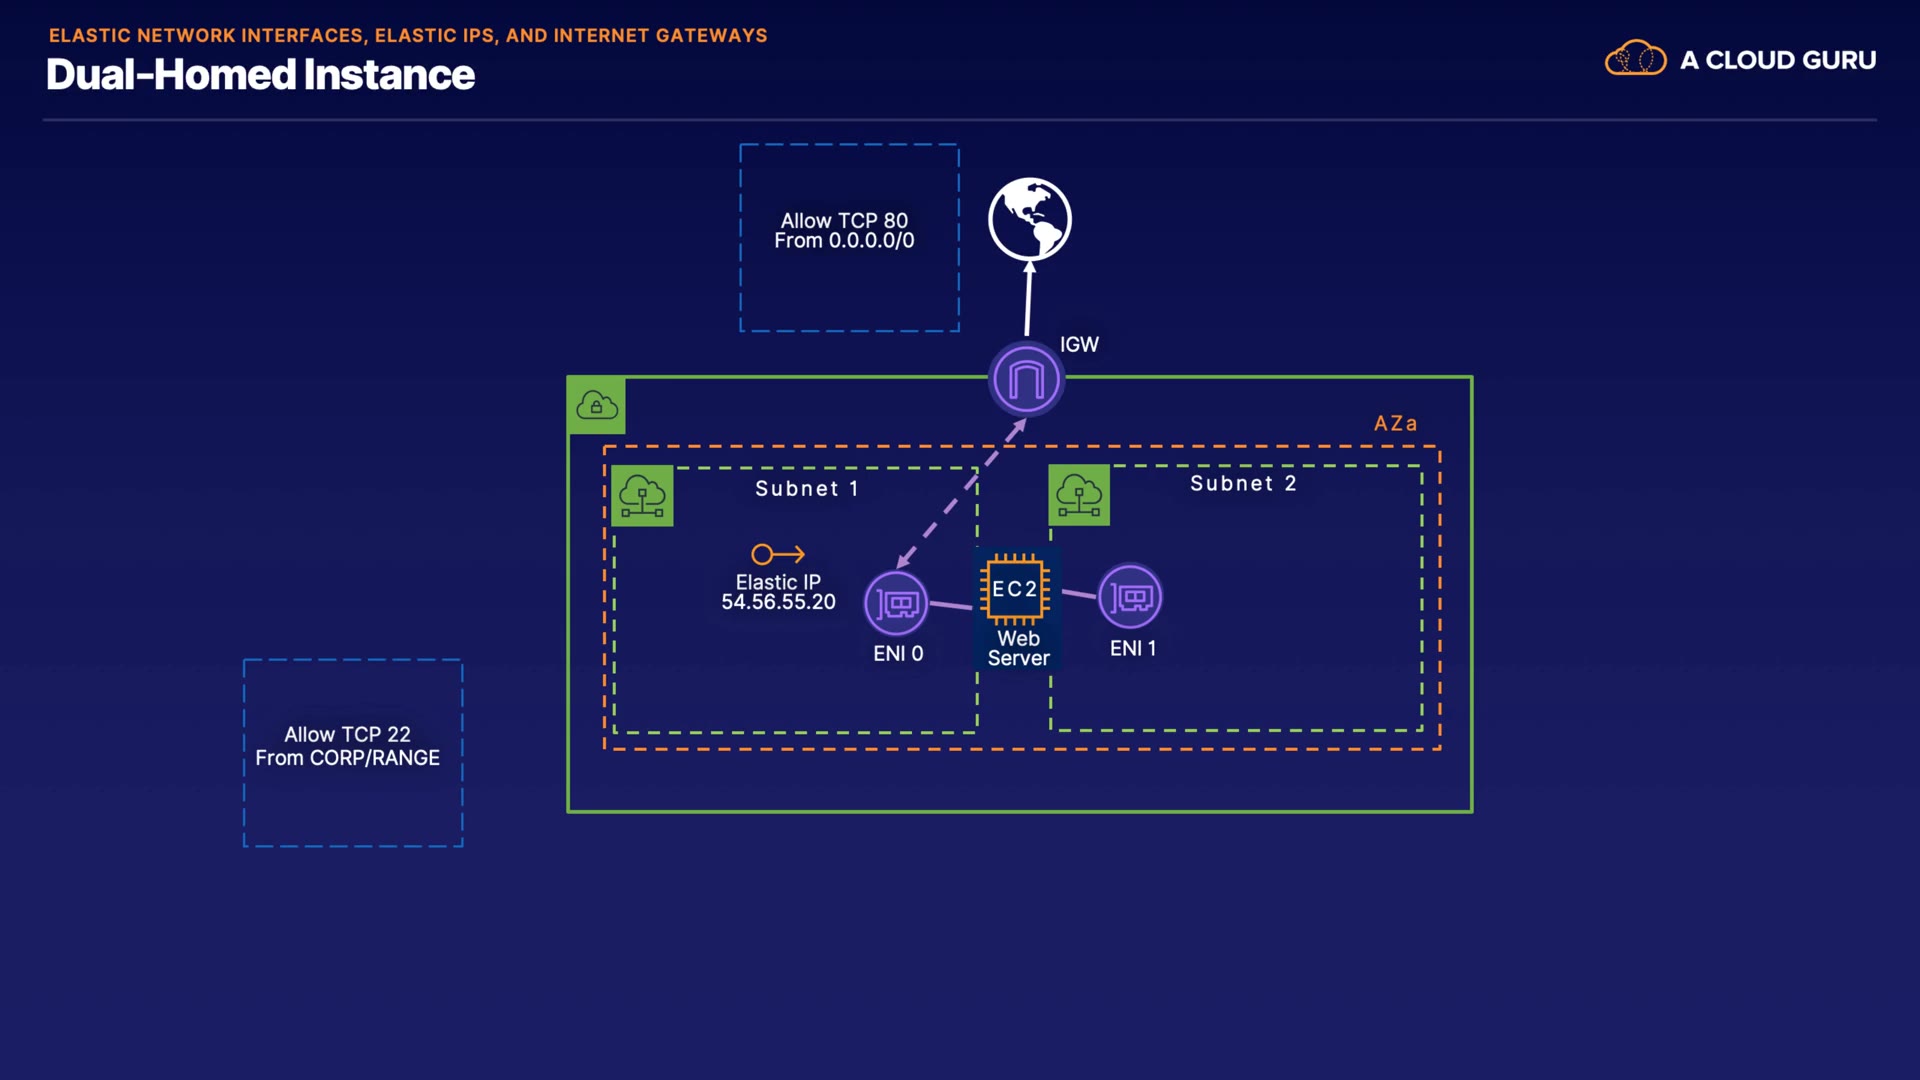 ELASTIC NETWORK INTERFACES, ELASTIC IPS, AND INTERNET GATEWAYS
Dual-Homed Instance
A CLOUD GURU
Allow TCP 80
From 0.0.0.0/0
IGW
AZa
Subnet 1
Subnet 2
Elastic IP
54.56.55.20
ENI 0
EC2
Web
Server
ENI 1
Allow TCP 22
From CORP/RANGE